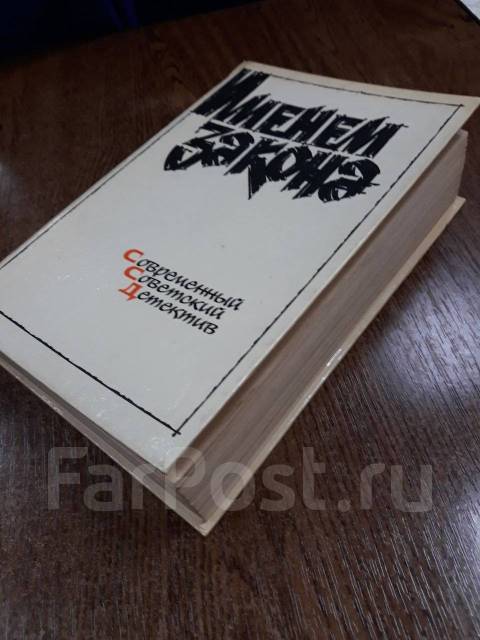 Именем
закона
Современный
Советский
Детектив
FarPost.ru